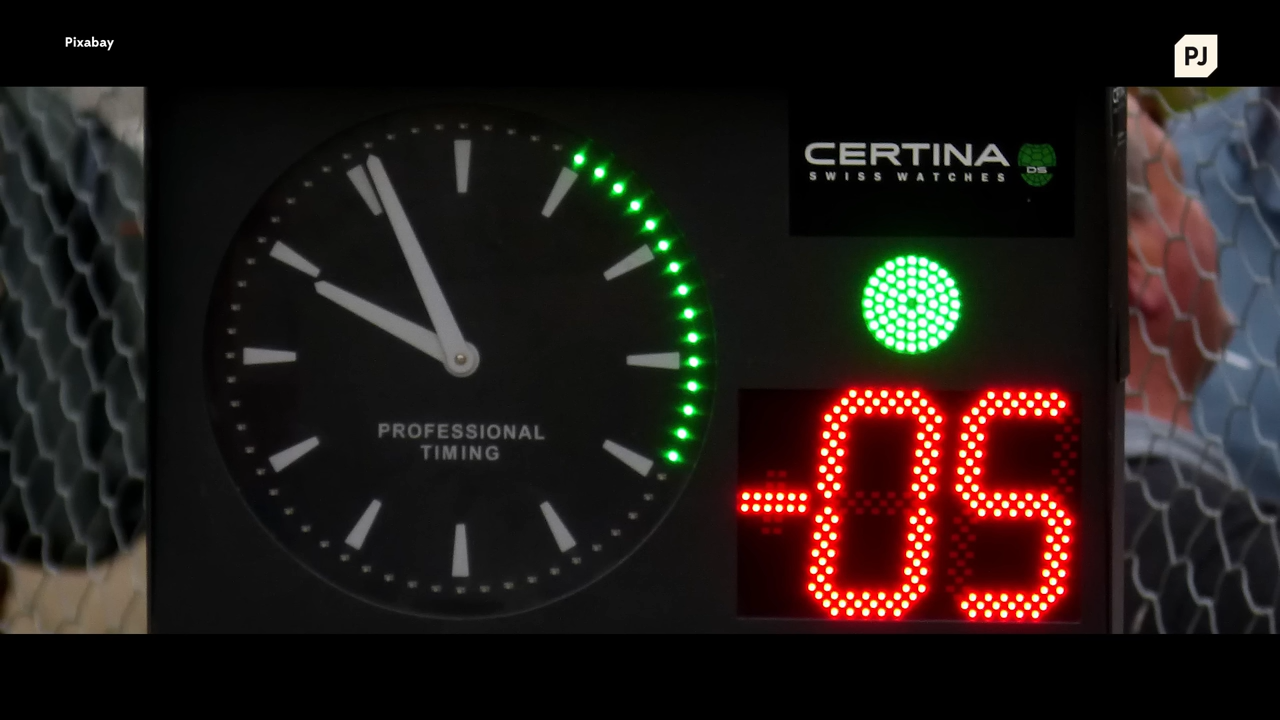 Pixabay
PJ
CERTINA
SWISS WATCHES
DS
PROFESSIONAL
TIMING
-05